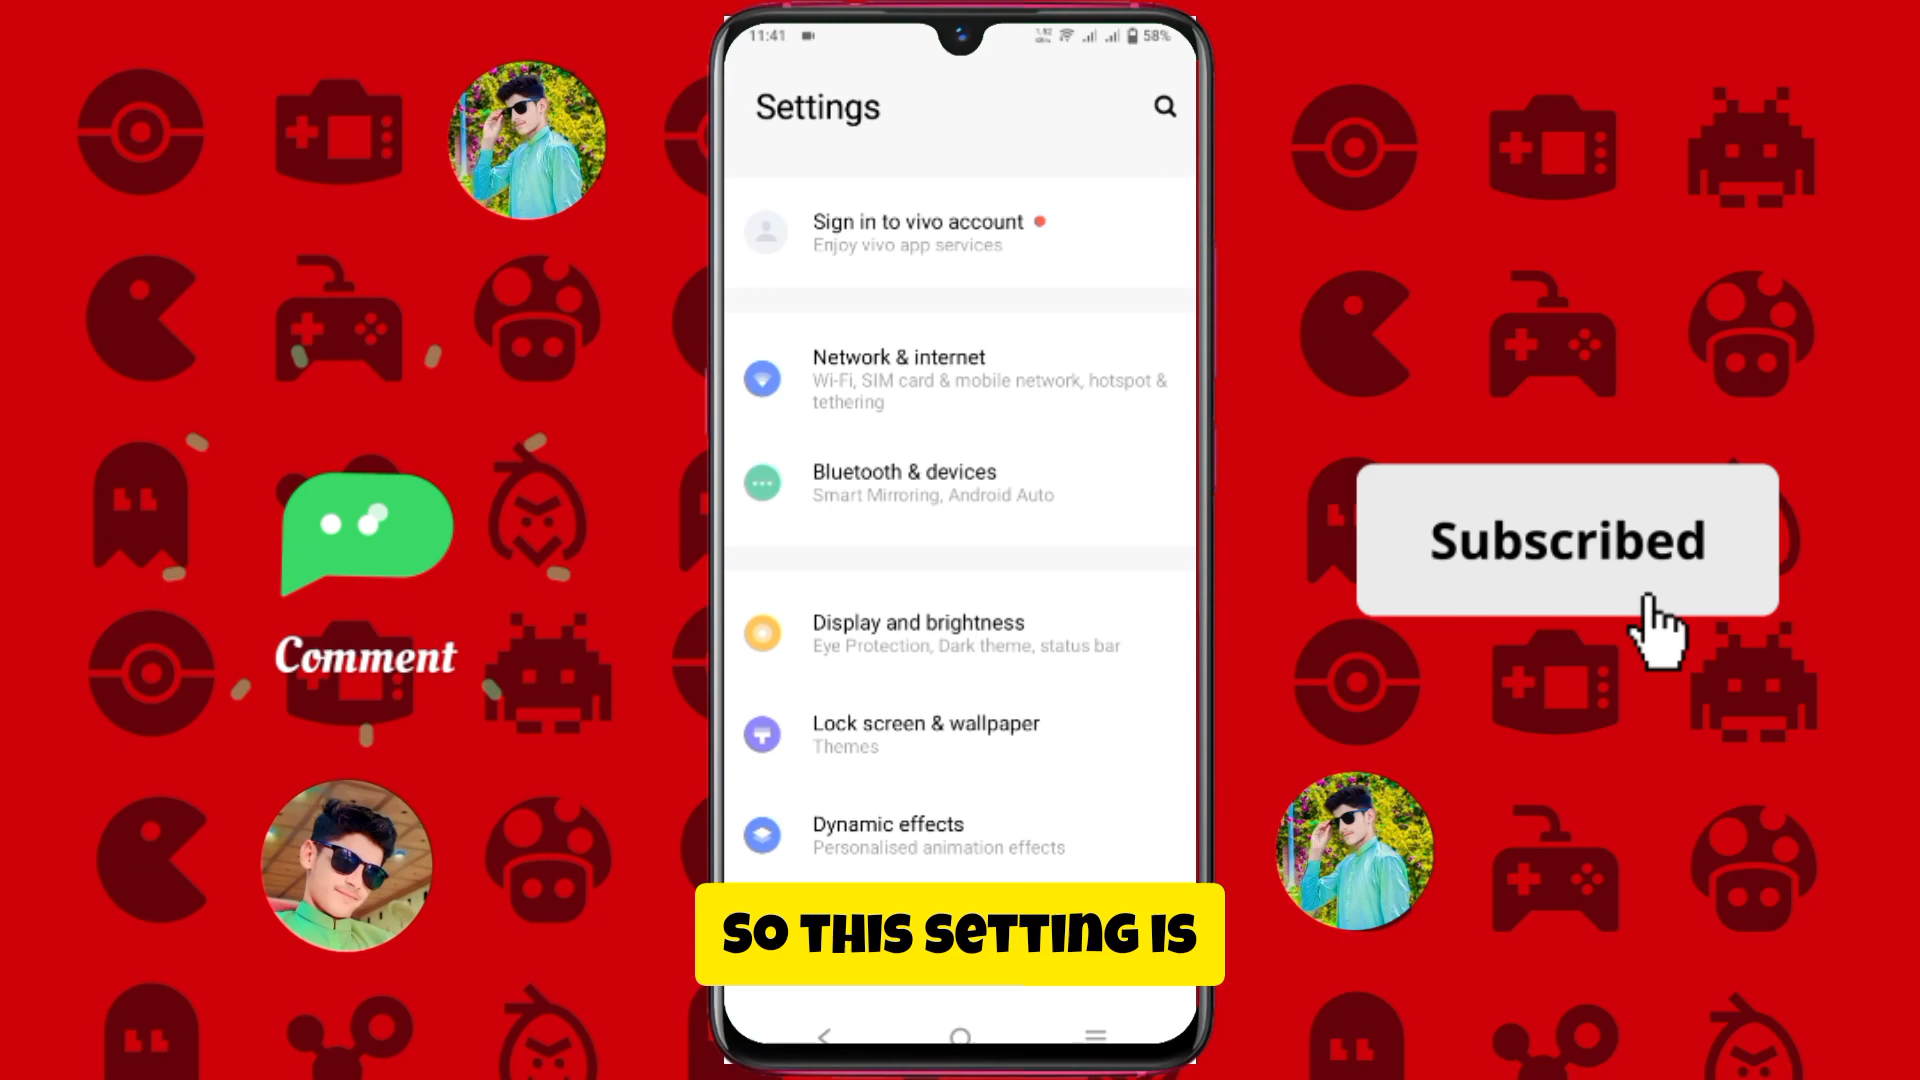 11:41
58%
Settings
Sign in to vivo account
Enjoy vivo app services
Network & internet
Wi-Fi, SIM card & mobile network, hotspot &
tethering
Bluetooth & devices
Smart Mirroring, Android Auto
Display and brightness
Eye Protection, Dark theme, status bar
Lock screen & wallpaper
Themes
Dynamic effects
Personalised animation effects
So this setting is
Comment
Subscribed